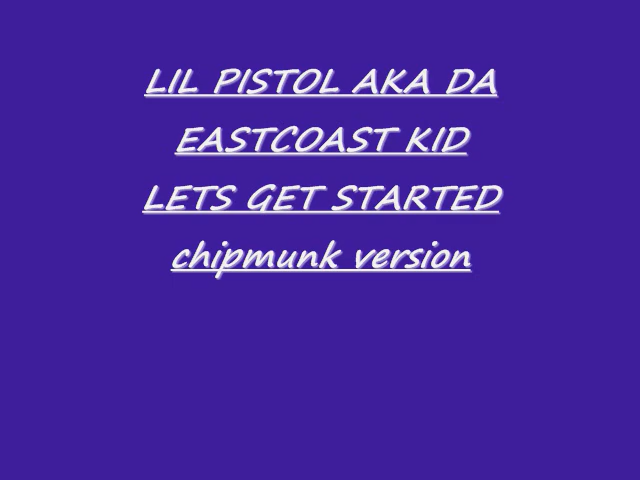 LIL PISTOL AKA DA
EASTCOAST KID
LETS GET STARTED
chipmunk version